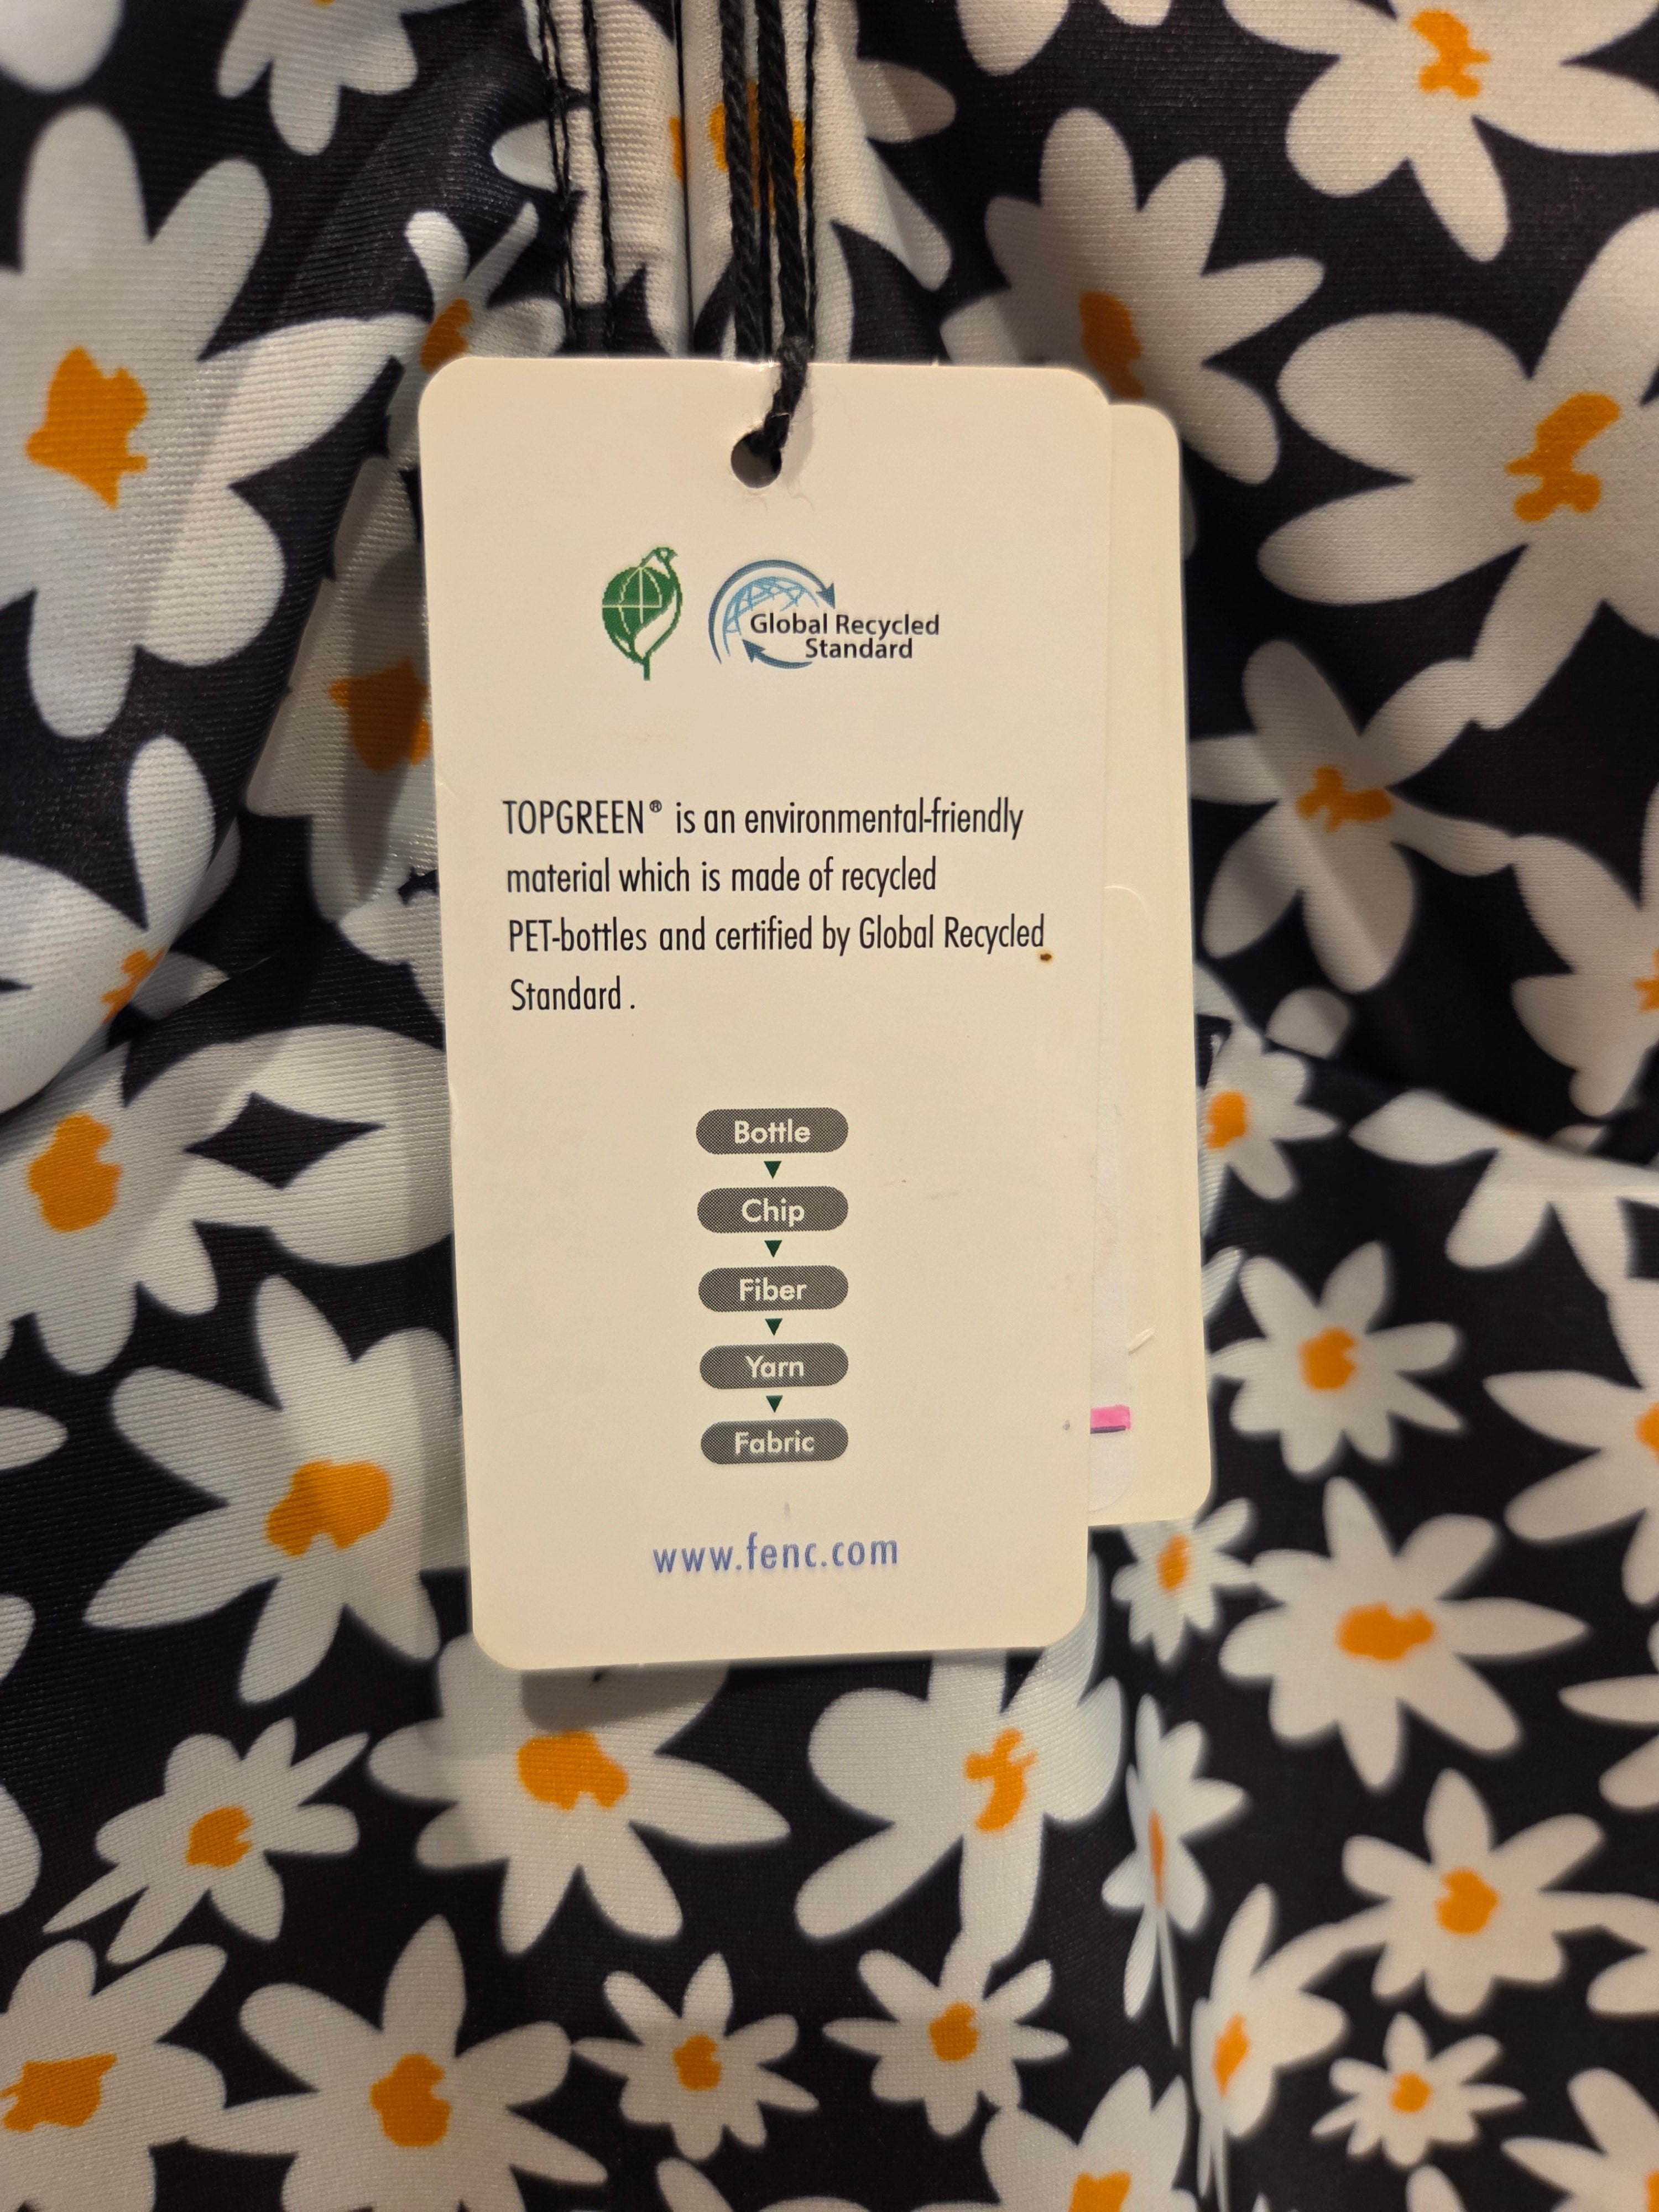 Global Recycled
Standard
TOPGREEN® is an environmental-friendly
material which is made of recycled
PET-bottles and certified by Global Recycled
Standard .
Bottle
Chip
Fiber
Yarn
Fabric
www.fenc.com